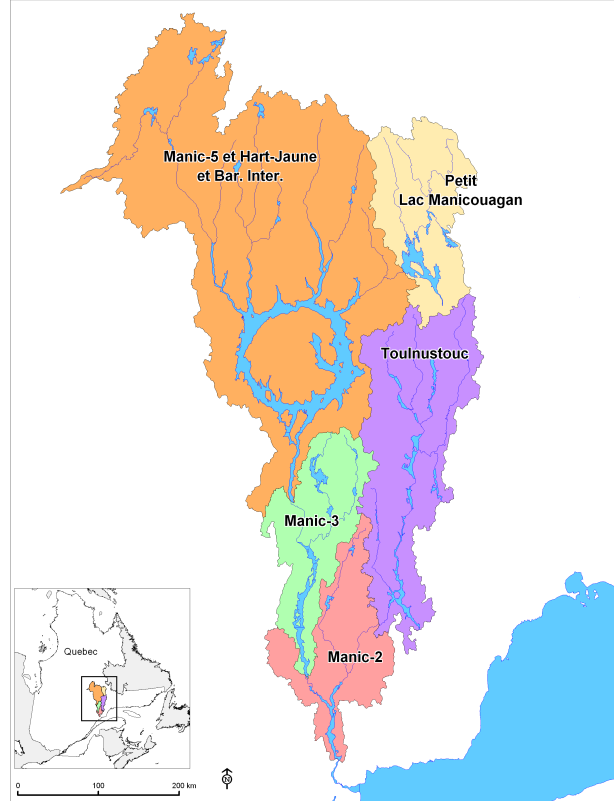 Manic-5 et Hart-Jaune
et Bar. Inter.
Petit
Lac Manicouagan
Toulnustouc
Manic-3
Manic-2
Quebec
N
0 100 200 km